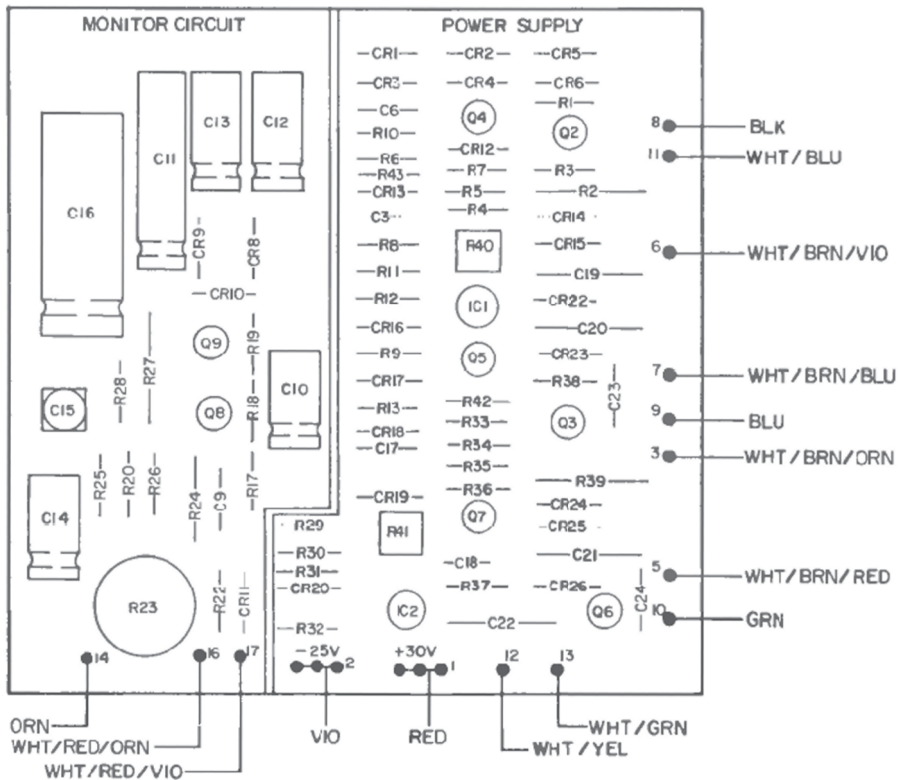 MONITOR CIRCUIT
POWER SUPPLY
C16
C11
C13
C12
CR9
CR8
CR10
Q9
R19
R28
R27
C15
Q8
R18
C10
R25
R20
R26
R24
C9
R17
C14
R23
R22
CR11
CR1
CR2
CR5
CR3
CR4
CR6
C6
Q4
R1
R10
Q2
R6
CR12
R43
R7
R3
CR13
R5
R2
C3
R4
CR14
R8
R40
CR15
R11
C19
R12
IC1
CR22
CR16
C20
R9
Q5
CR23
CR17
R38
C23
R13
R42
CR18
R33
Q3
C17
R34
R35
CR19
R36
R39
R29
R41
Q7
CR24
CR25
R30
C18
C21
R31
CR20
R37
CR26
C24
IC2
Q6
R32
C22
8 BLK
11 WHT/BLU
6 WHT/BRN/VIO
7 WHT/BRN/BLU
9 BLU
3 WHT/BRN/ORN
5 WHT/BRN/RED
10 GRN
14
16
17
-25V
2
+30V
1
12
13
ORN
WHT/RED/ORN
WHT/RED/VIO
VIO
RED
WHT/GRN
WHT/YEL